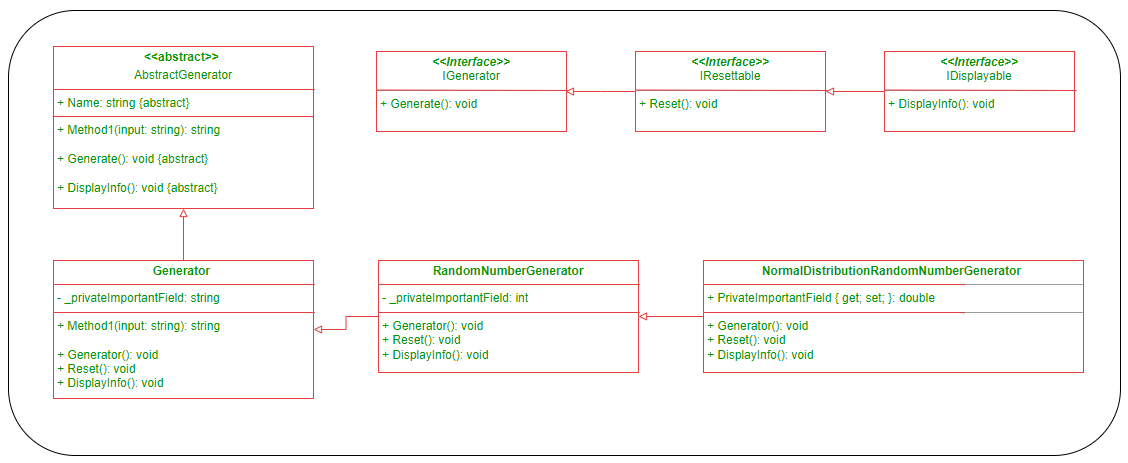 <<abstract>>
AbstractGenerator
+ Name: string {abstract}
+ Method1(input: string): string
+ Generate(): void {abstract}
+ DisplayInfo(): void {abstract}
<<Interface>>
IGenerator
+ Generate(): void
<<Interface>>
IResettable
+ Reset(): void
<<Interface>>
IDisplayable
+ DisplayInfo(): void
Generator
- _privateImportantField: string
+ Method1(input: string): string
+ Generator(): void
+ Reset(): void
+ DisplayInfo(): void
RandomNumberGenerator
- _privateImportantField: int
+ Generator(): void
+ Reset(): void
+ DisplayInfo(): void
NormalDistributionRandomNumberGenerator
+ PrivateImportantField { get; set; }: double
+ Generator(): void
+ Reset(): void
+ DisplayInfo(): void